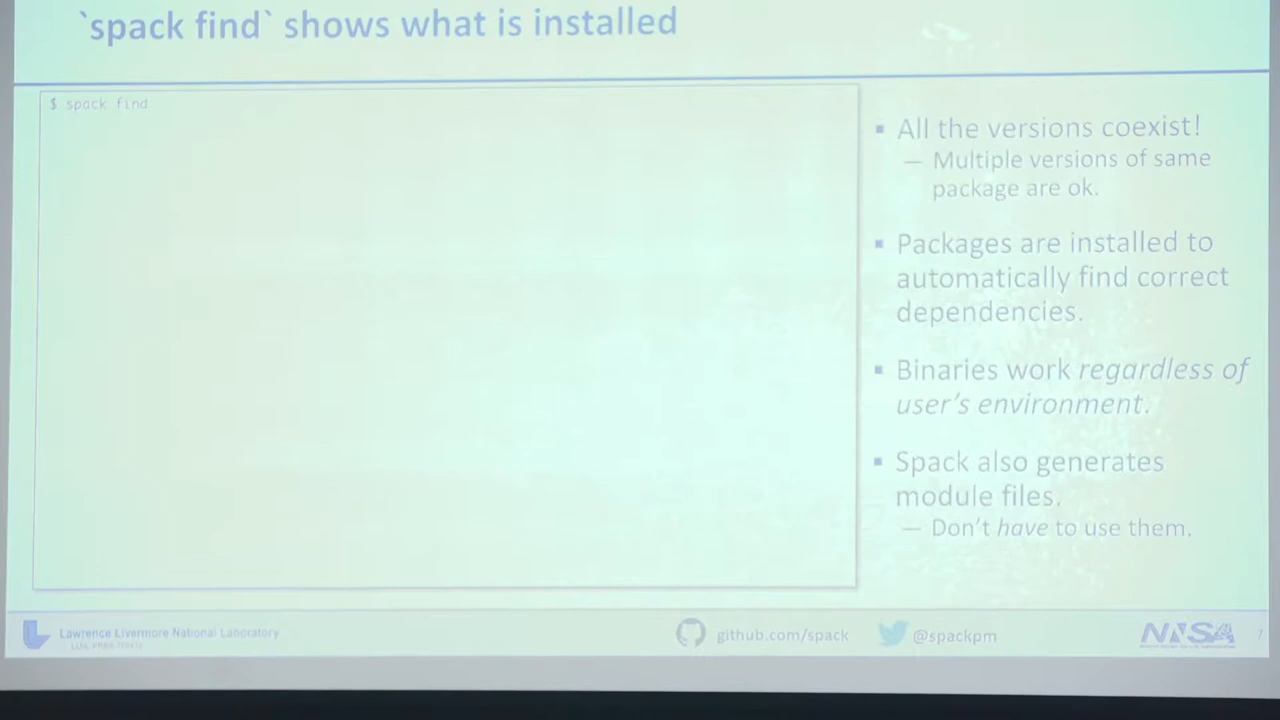 `spack find` shows what is installed
$ spack find
▪ All the versions coexist!
— Multiple versions of same
package are ok.
▪ Packages are installed to
automatically find correct
dependencies.
▪ Binaries work regardless of
user's environment.
▪ Spack also generates
module files.
— Don't have to use them.
Lawrence Livermore National Laboratory
github.com/spack
@spackpm
NNSA
7